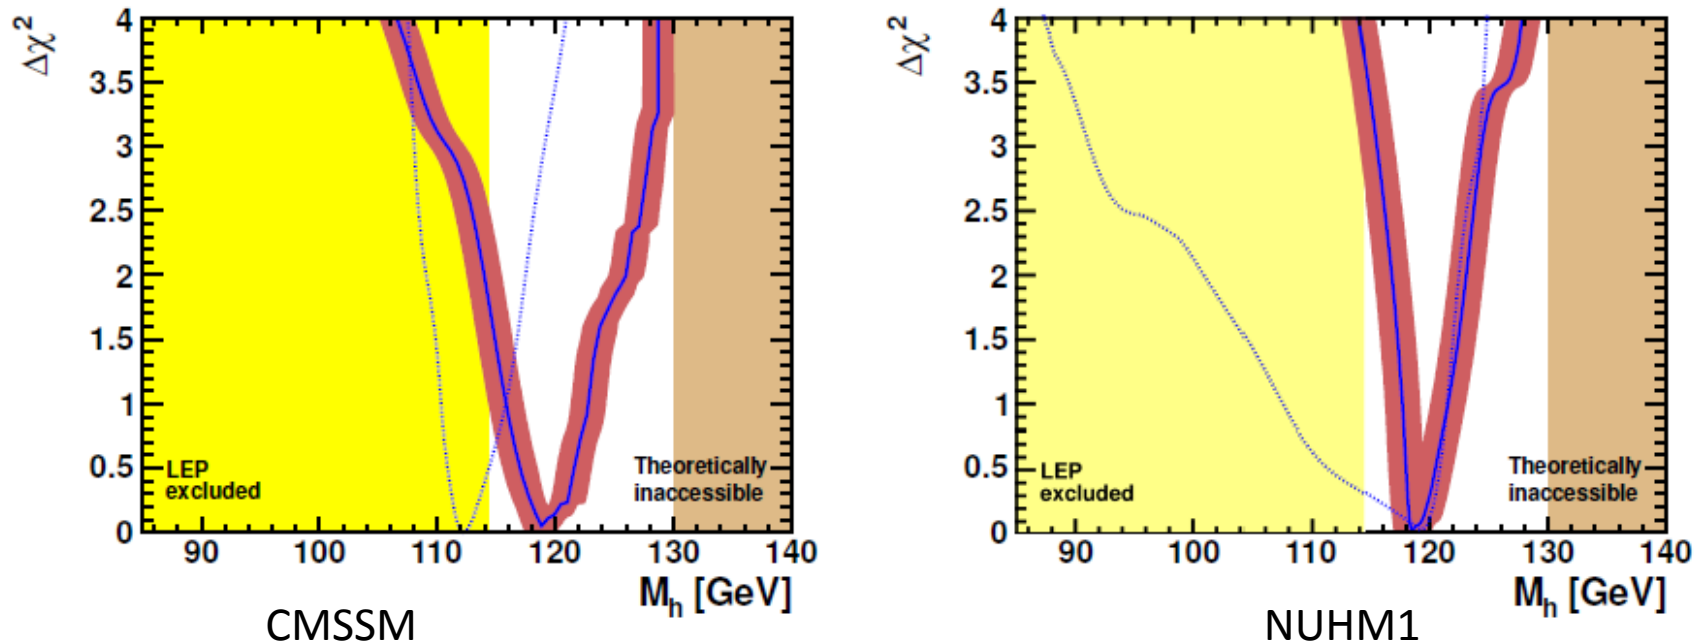 Δχ²
4
3.5
3
2.5
2
1.5
1
0.5
0
LEP
excluded
Theoretically
inaccessible
90 100 110 120 130 140
M_h [GeV]
CMSSM
Δχ²
4
3.5
3
2.5
2
1.5
1
0.5
0
LEP
excluded
Theoretically
inaccessible
90 100 110 120 130 140
M_h [GeV]
NUHM1